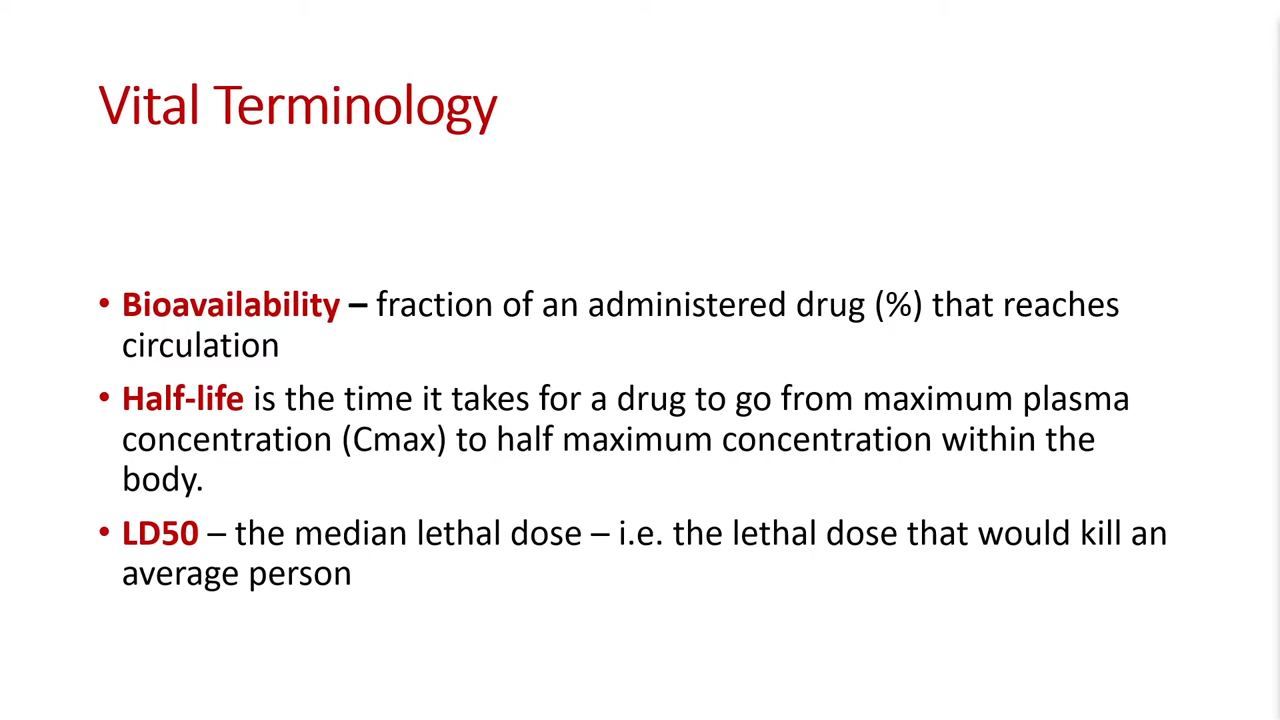 Vital Terminology
• Bioavailability – fraction of an administered drug (%) that reaches
circulation
• Half-life is the time it takes for a drug to go from maximum plasma
concentration (Cmax) to half maximum concentration within the
body.
• LD50 – the median lethal dose – i.e. the lethal dose that would kill an
average person